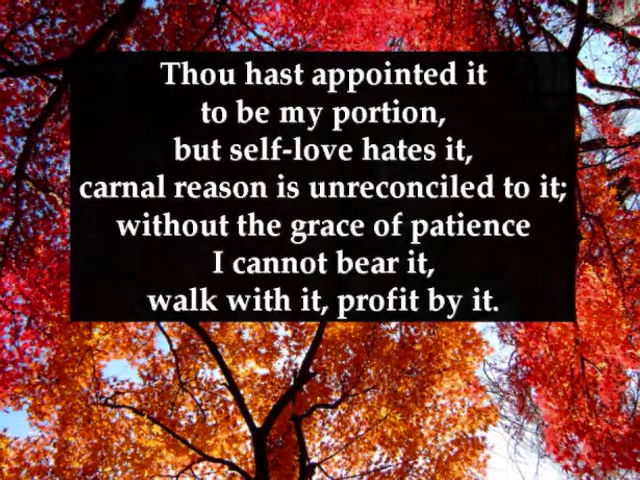 Thou hast appointed it
to be my portion,
but self-love hates it,
carnal reason is unreconciled to it;
without the grace of patience
I cannot bear it,
walk with it, profit by it.